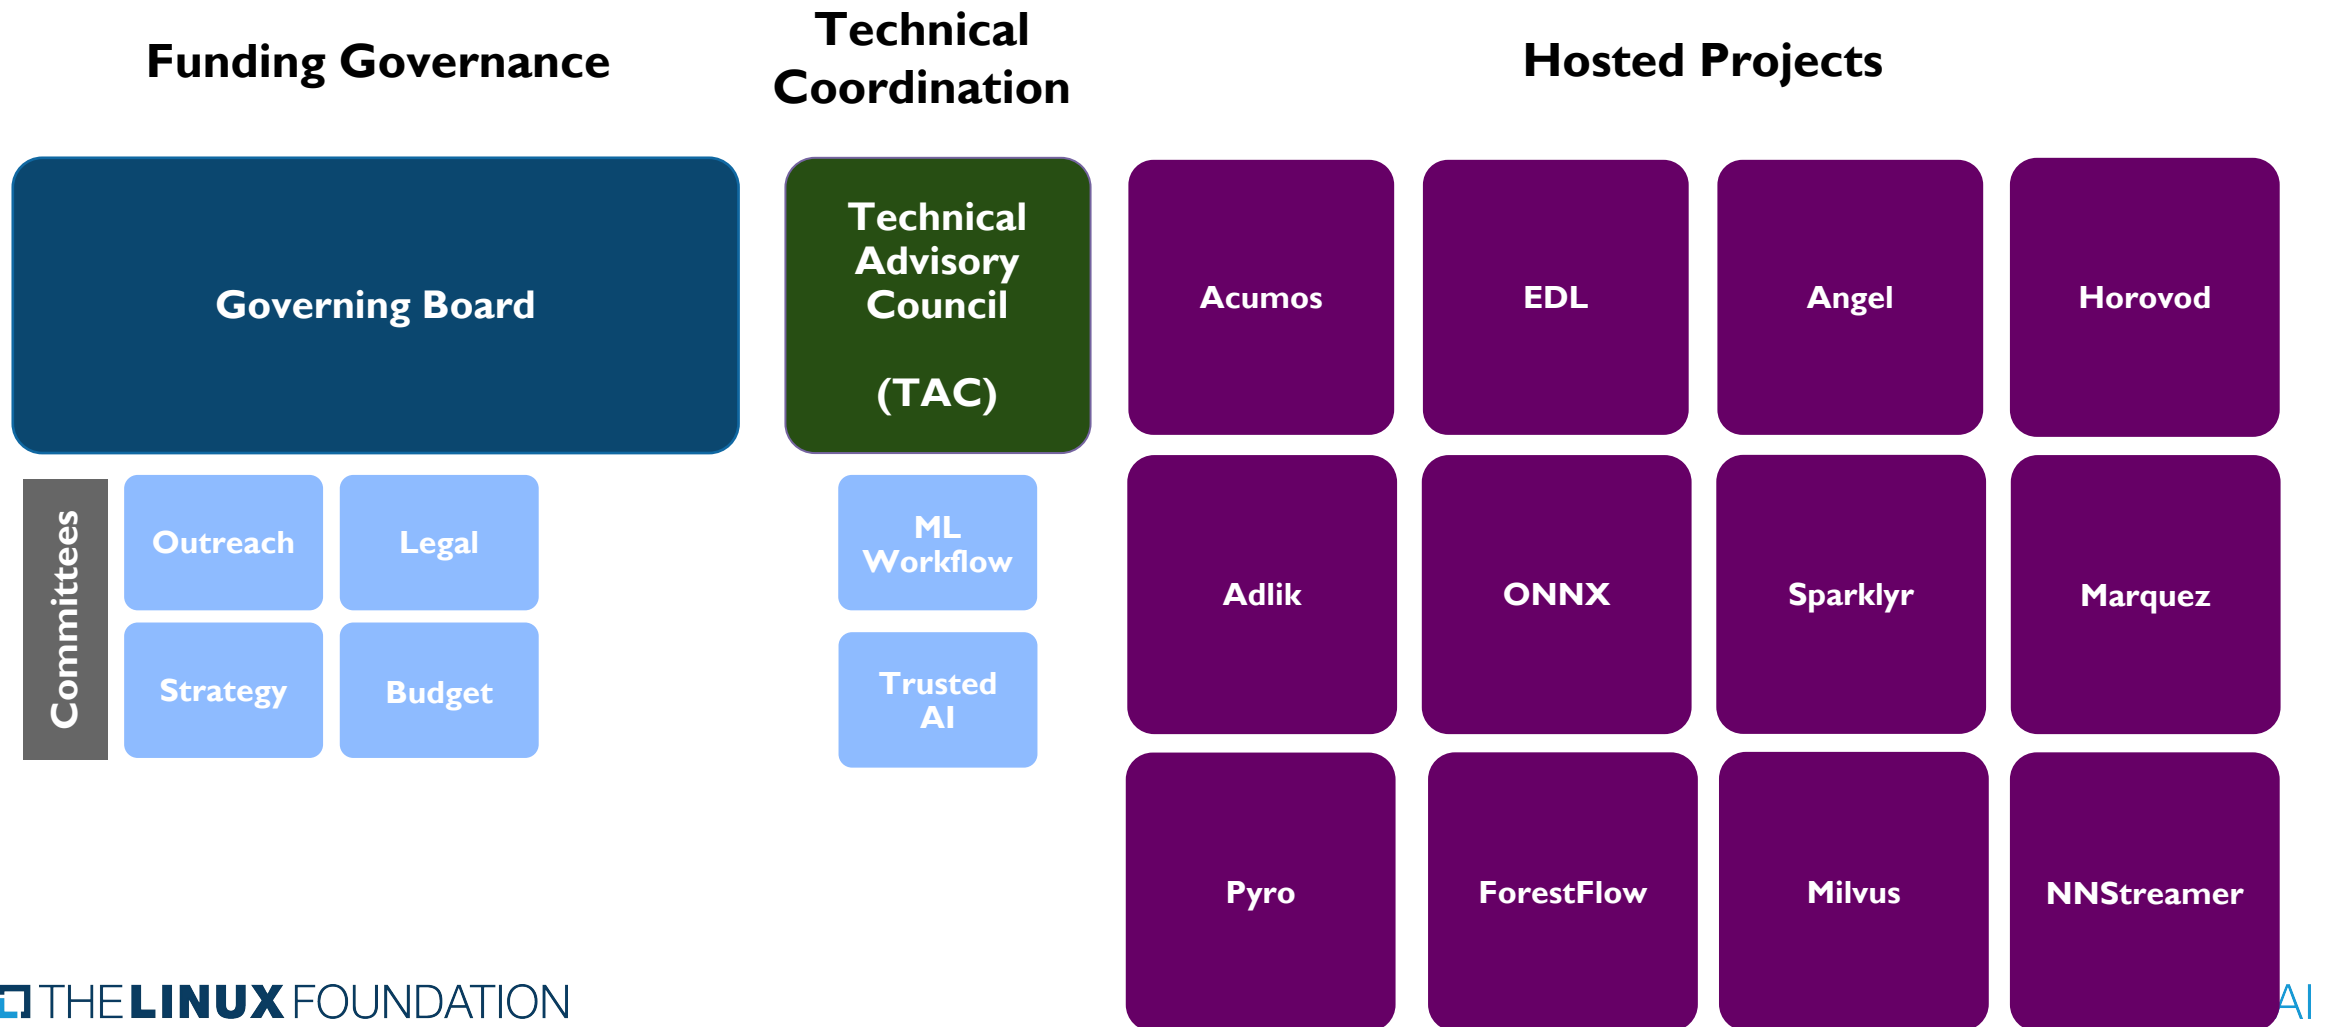 Funding Governance
Technical
Coordination
Hosted Projects
Governing Board
Technical
Advisory
Council
(TAC)
Committees
Outreach
Legal
Strategy
Budget
ML
Workflow
Trusted
AI
Acumos
EDL
Angel
Horovod
Adlik
ONNX
Sparklyr
Marquez
Pyro
ForestFlow
Milvus
NNStreamer
THE LINUX FOUNDATION
AI